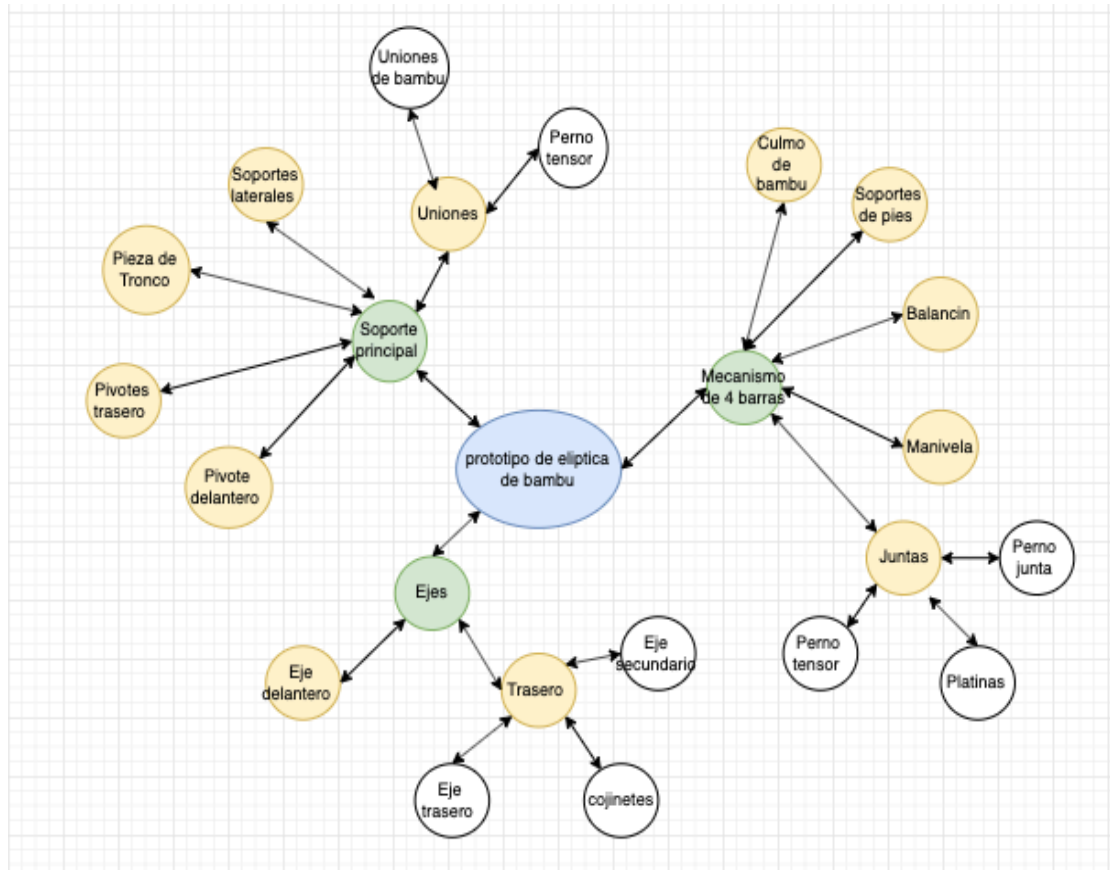 Uniones
de bambu
Perno
tensor
Culmo
de
bambu
Soportes
laterales
Soportes
de pies
Uniones
Pieza de
Tronco
Balancin
Soporte
principal
Mecanismo
de 4 barras
Pivotes
trasero
Manivela
prototipo de eliptica
de bambu
Pivote
delantero
Juntas
Perno
junta
Ejes
Eje
secundario
Perno
tensor
Eje
delantero
Trasero
Platinas
Eje
trasero
cojinetes